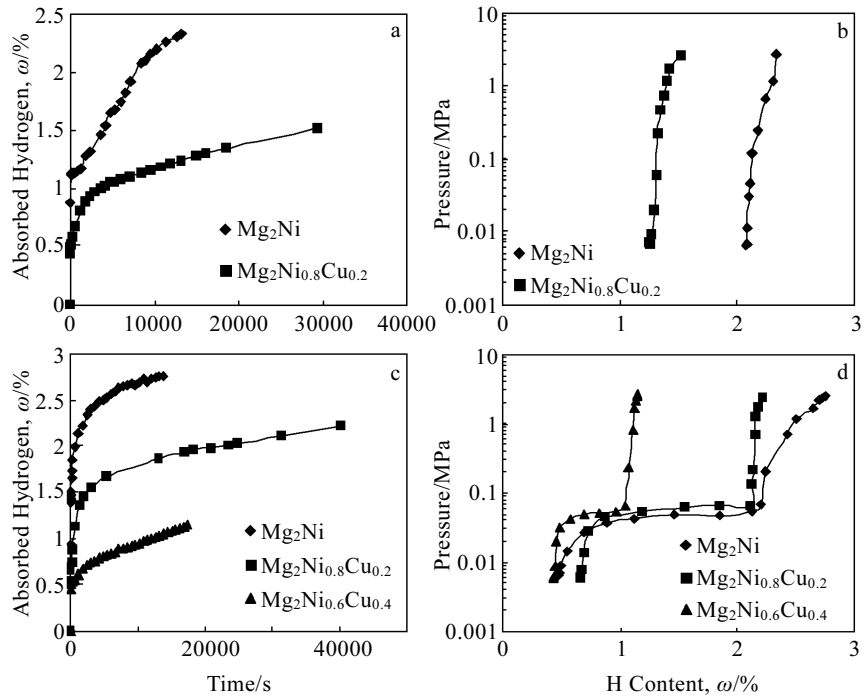 a
Absorbed Hydrogen, ω/%
2.5
2
1.5
1
0.5
0
0
10000
20000
30000
40000
Mg₂Ni
Mg₂Ni₀.₈Cu₀.₂
b
Pressure/MPa
10
1
0.1
0.01
0.001
0
1
2
3
Mg₂Ni
Mg₂Ni₀.₈Cu₀.₂
c
Absorbed Hydrogen, ω/%
3
2.5
2
1.5
1
0.5
0
0
20000
40000
Mg₂Ni
Mg₂Ni₀.₈Cu₀.₂
Mg₂Ni₀.₆Cu₀.₄
Time/s
d
Pressure/MPa
10
1
0.1
0.01
0.001
0
1
2
3
Mg₂Ni
Mg₂Ni₀.₈Cu₀.₂
Mg₂Ni₀.₆Cu₀.₄
H Content, ω/%